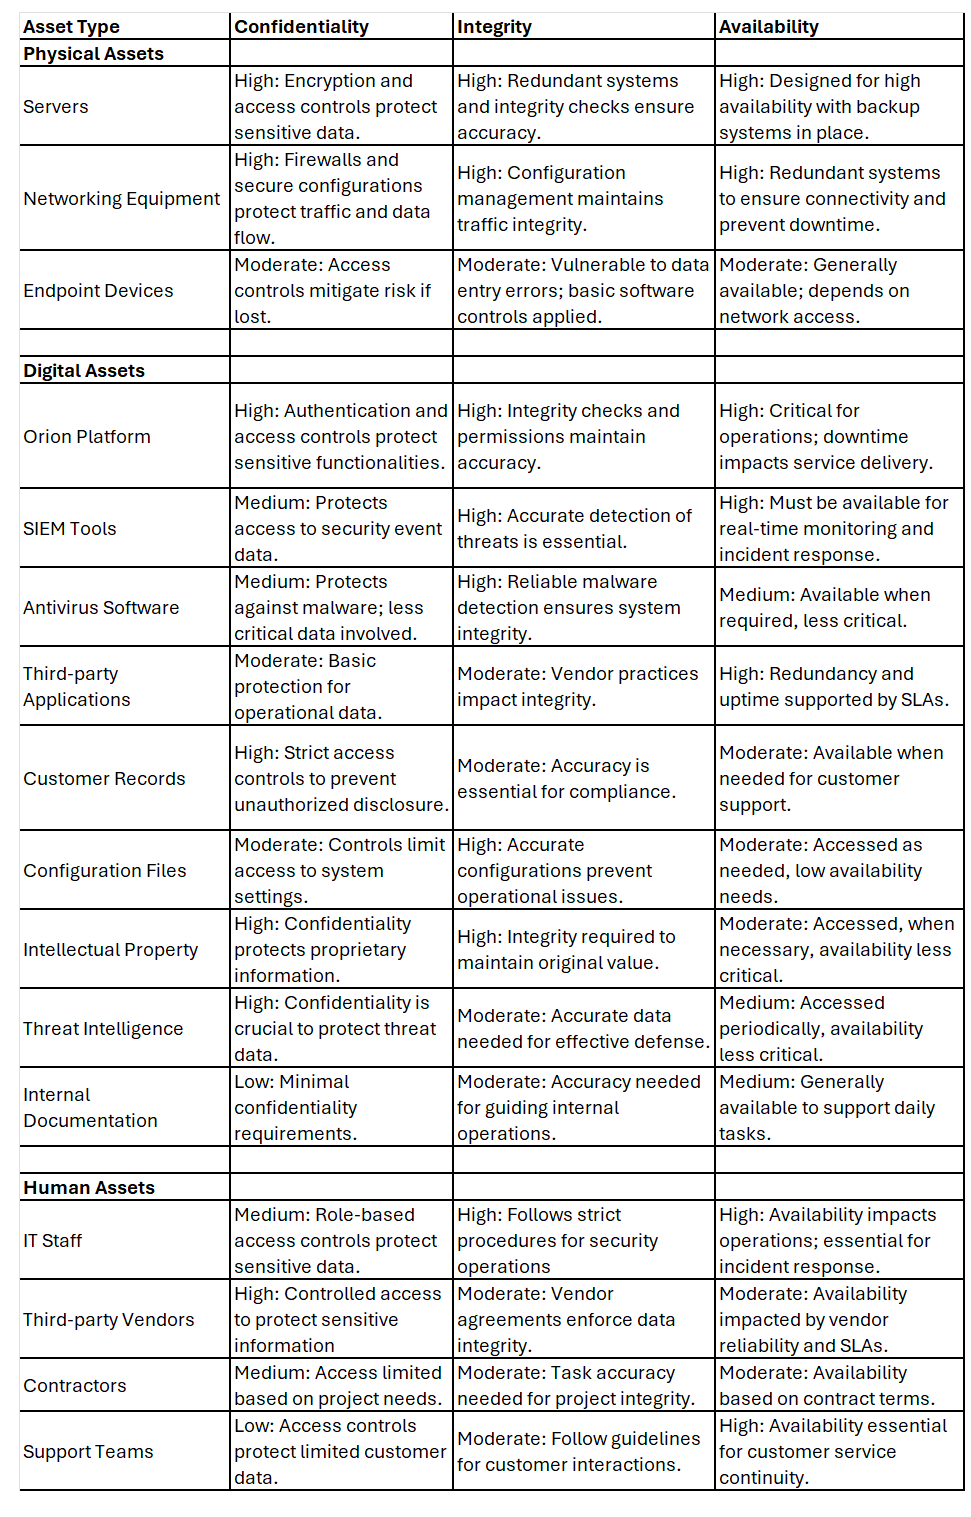 Asset Type Confidentiality Integrity Availability
Physical Assets
Servers
High: Encryption and
access controls protect
sensitive data.
High: Redundant systems
and integrity checks ensure
accuracy.
High: Designed for high
availability with backup
systems in place.
Networking Equipment
High: Firewalls and
secure configurations
protect traffic and data
flow.
High: Configuration
management maintains
traffic integrity.
High: Redundant systems
to ensure connectivity and
prevent downtime.
Endpoint Devices
Moderate: Access
controls mitigate risk if
lost.
Moderate: Vulnerable to data
entry errors; basic software
controls applied.
Moderate: Generally
available; depends on
network access.
Digital Assets
Orion Platform
High: Authentication and
access controls protect
sensitive functionalities.
High: Integrity checks and
permissions maintain
accuracy.
High: Critical for
operations; downtime
impacts service delivery.
SIEM Tools
Medium: Protects
access to security event
data.
High: Accurate detection of
threats is essential.
High: Must be available for
real-time monitoring and
incident response.
Antivirus Software
Medium: Protects
against malware; less
critical data involved.
High: Reliable malware
detection ensures system
integrity.
Medium: Available when
required, less critical.
Third-party
Applications
Moderate: Basic
protection for
operational data.
Moderate: Vendor practices
impact integrity.
High: Redundancy and
uptime supported by SLAs.
Customer Records
High: Strict access
controls to prevent
unauthorized disclosure.
Moderate: Accuracy is
essential for compliance.
Moderate: Available when
needed for customer
support.
Configuration Files
Moderate: Controls limit
access to system
settings.
High: Accurate
configurations prevent
operational issues.
Moderate: Accessed as
needed, low availability
needs.
Intellectual Property
High: Confidentiality
protects proprietary
information.
High: Integrity required to
maintain original value.
Moderate: Accessed, when
necessary, availability less
critical.
Threat Intelligence
High: Confidentiality is
crucial to protect threat
data.
Moderate: Accurate data
needed for effective defense.
Medium: Accessed
periodically, availability
less critical.
Internal
Documentation
Low: Minimal
confidentiality
requirements.
Moderate: Accuracy needed
for guiding internal
operations.
Medium: Generally
available to support daily
tasks.
Human Assets
IT Staff
Medium: Role-based
access controls protect
sensitive data.
High: Follows strict
procedures for security
operations
High: Availability impacts
operations; essential for
incident response.
Third-party Vendors
High: Controlled access
to protect sensitive
information
Moderate: Vendor
agreements enforce data
integrity.
Moderate: Availability
impacted by vendor
reliability and SLAs.
Contractors
Medium: Access limited
based on project needs.
Moderate: Task accuracy
needed for project integrity.
Moderate: Availability
based on contract terms.
Support Teams
Low: Access controls
protect limited customer
data.
Moderate: Follow guidelines
for customer interactions.
High: Availability essential
for customer service
continuity.